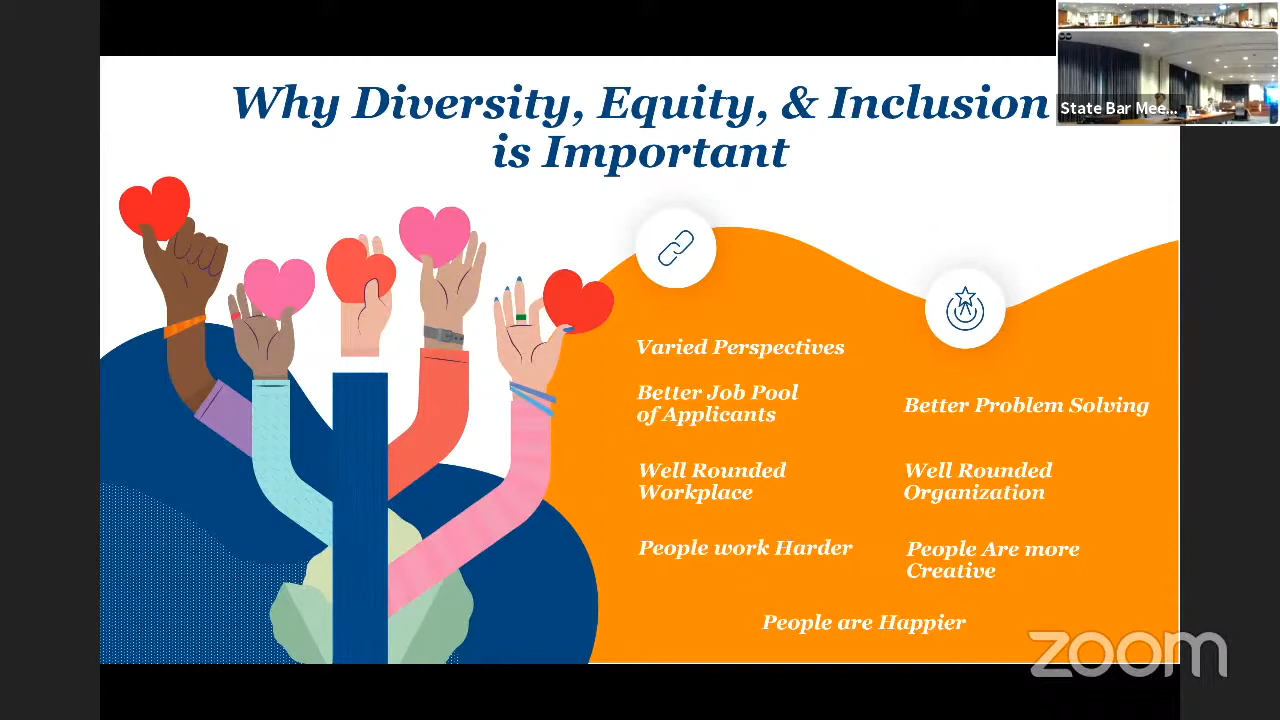 Why Diversity, Equity, & Inclusion
is Important
State Bar Mee...
Varied Perspectives
Better Job Pool
of Applicants
Better Problem Solving
Well Rounded
Workplace
Well Rounded
Organization
People work Harder
People Are more
Creative
People are Happier
zoom